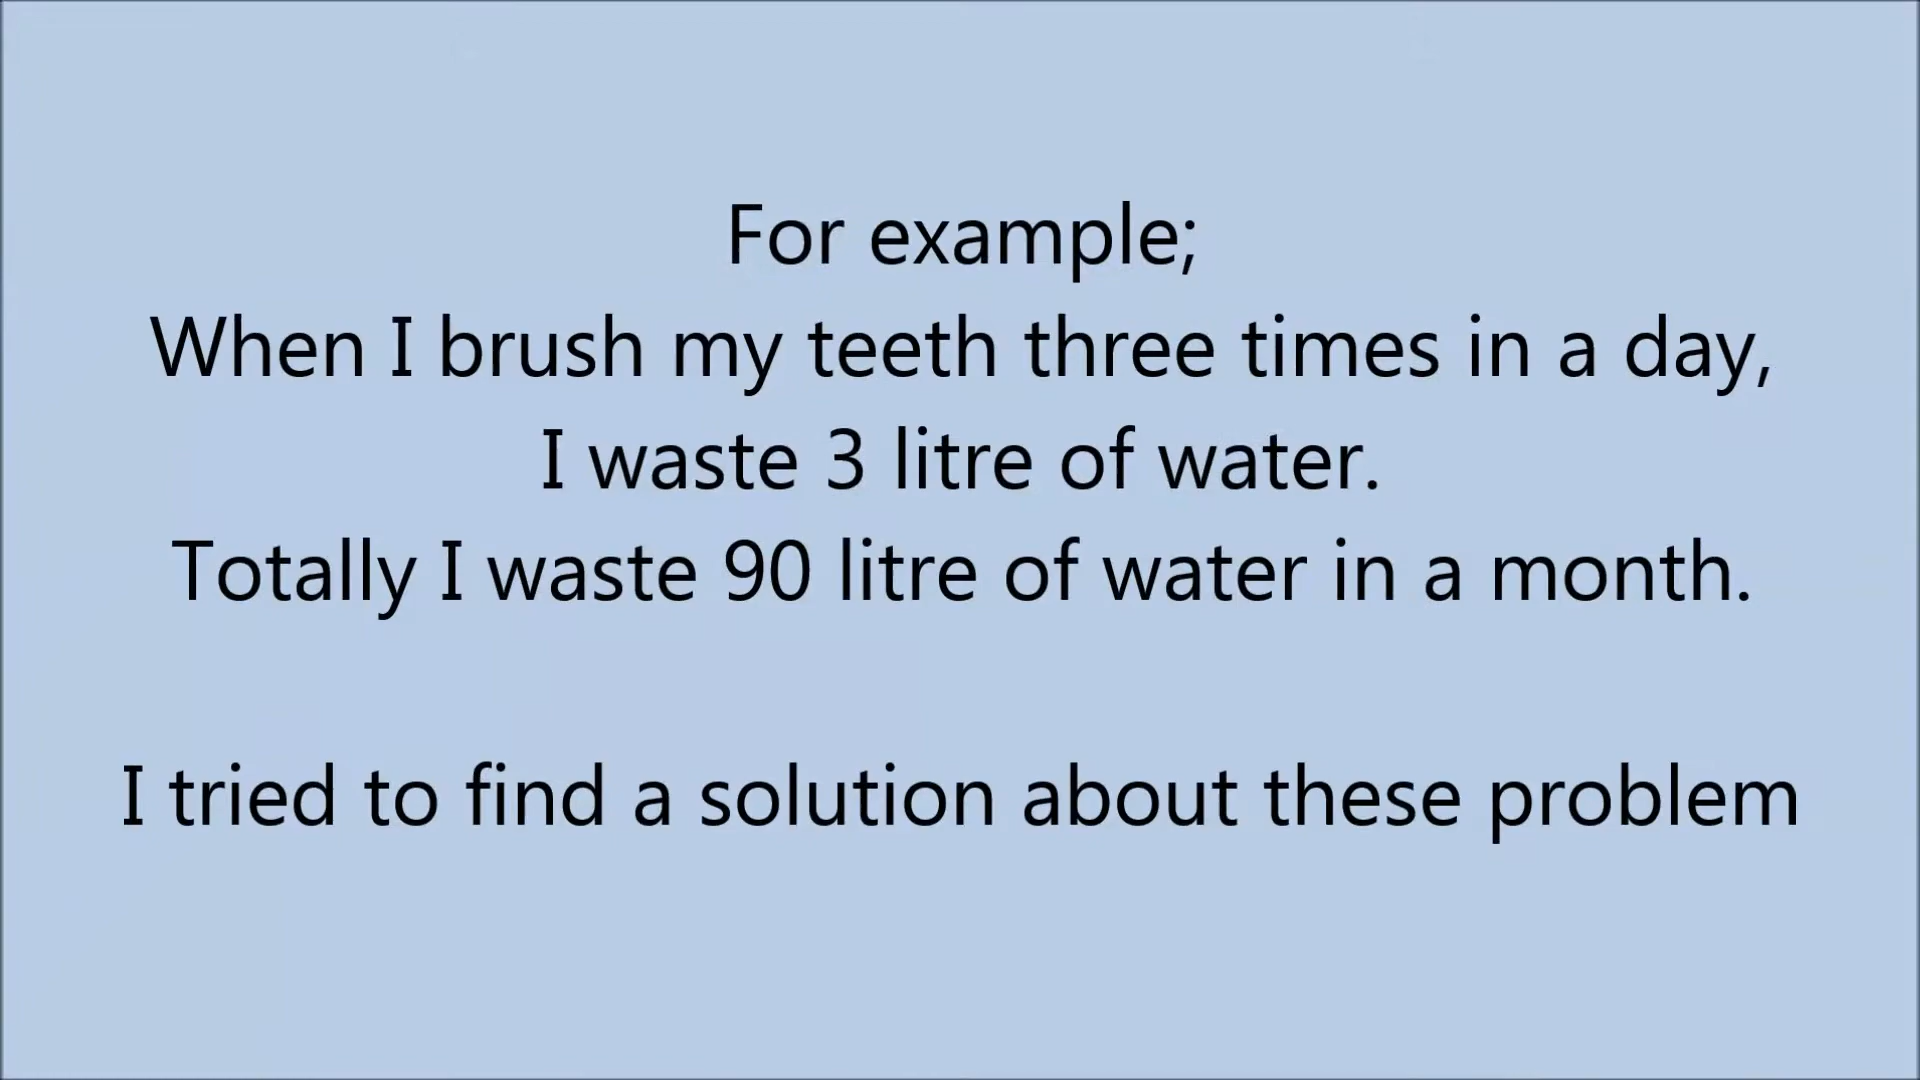 For example;
When I brush my teeth three times in a day,
I waste 3 litre of water.
Totally I waste 90 litre of water in a month.
I tried to find a solution about these problem